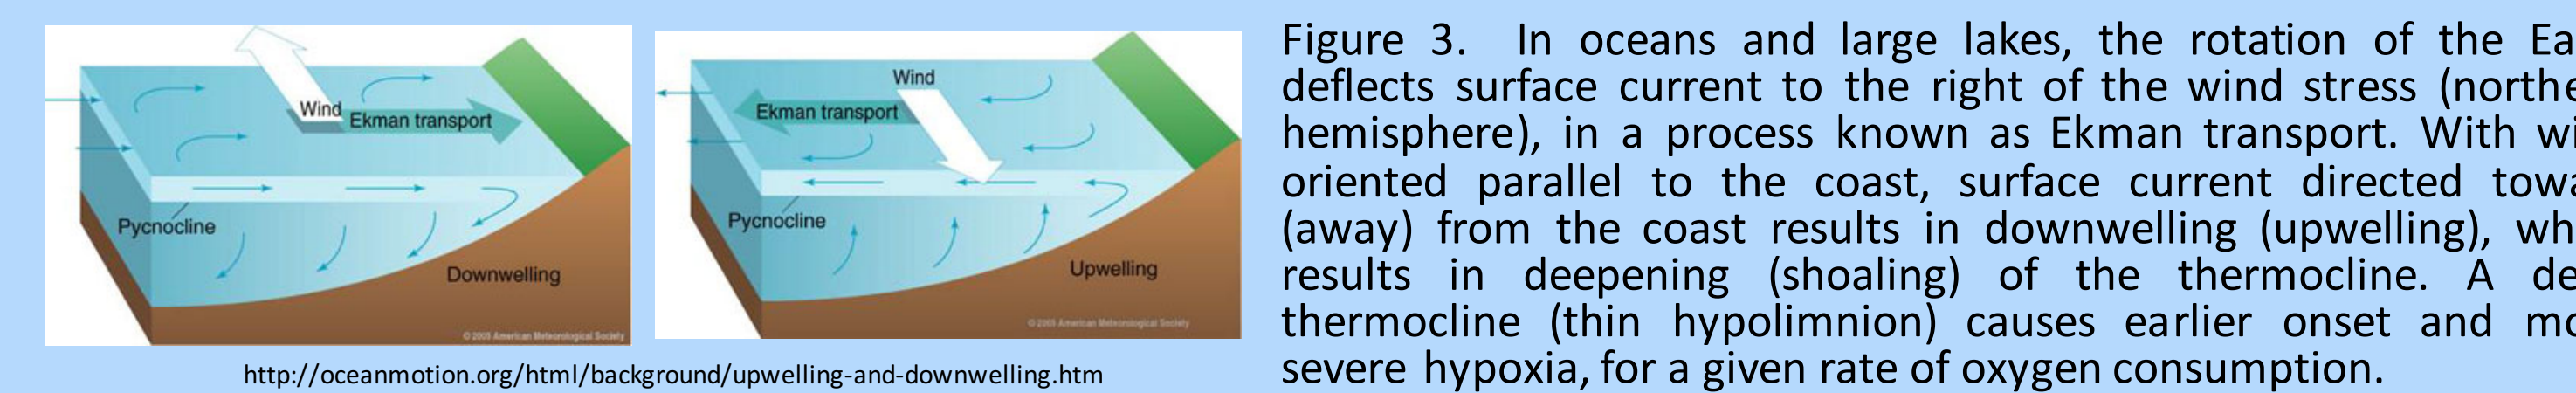 Wind
Ekman transport
Pycnocline
Downwelling
© 2005 American Meteorological Society
Wind
Ekman transport
Pycnocline
Upwelling
© 2005 American Meteorological Society
http://oceanmotion.org/html/background/upwelling-and-downwelling.htm
Figure 3. In oceans and large lakes, the rotation of the Ea
deflects surface current to the right of the wind stress (northe
hemisphere), in a process known as Ekman transport. With wi
oriented parallel to the coast, surface current directed towa
(away) from the coast results in downwelling (upwelling), wh
results in deepening (shoaling) of the thermocline. A de
thermocline (thin hypolimnion) causes earlier onset and mo
severe hypoxia, for a given rate of oxygen consumption.